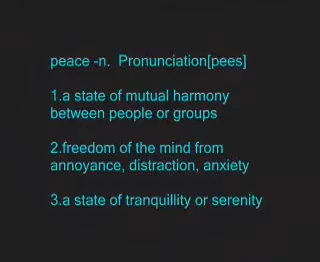 peace -n.  Pronunciation[pees]
1.a state of mutual harmony
between people or groups
2.freedom of the mind from
annoyance, distraction, anxiety
3.a state of tranquillity or serenity